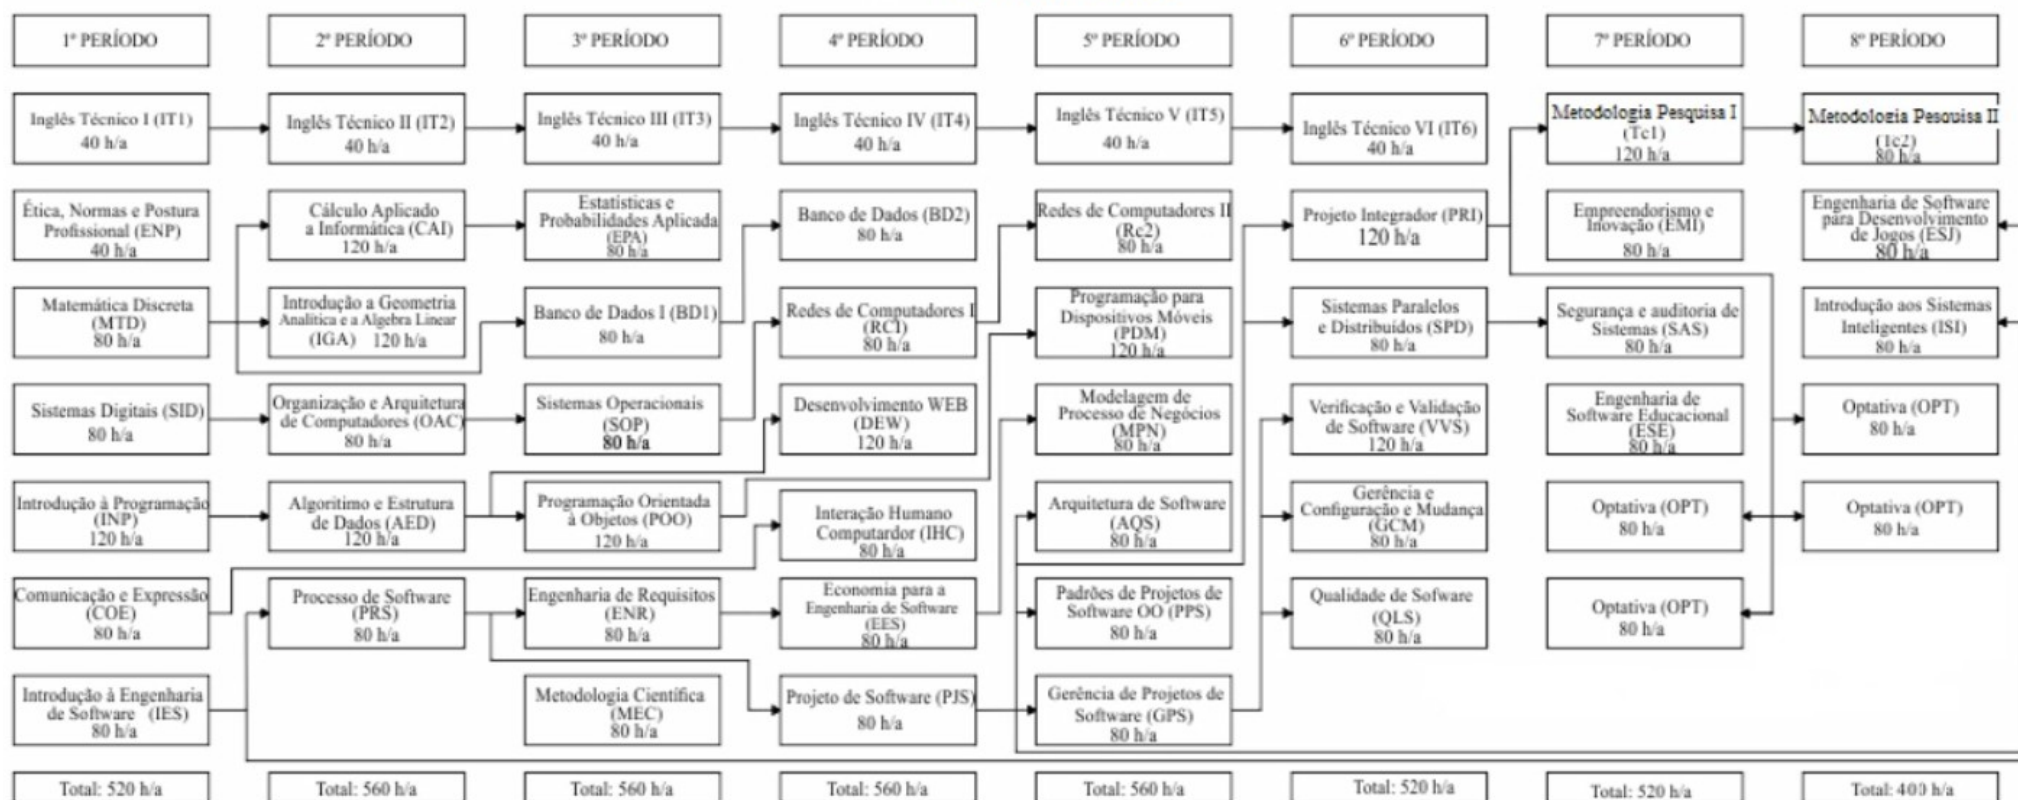 1º PERÍODO
2º PERÍODO
3º PERÍODO
4º PERÍODO
5º PERÍODO
6º PERÍODO
7º PERÍODO
8º PERÍODO
Inglês Técnico I (IT1)
40 h/a
Inglês Técnico II (IT2)
40 h/a
Inglês Técnico III (IT3)
40 h/a
Inglês Técnico IV (IT4)
40 h/a
Inglês Técnico V (IT5)
40 h/a
Inglês Técnico VI (IT6)
40 h/a
Metodologia Pesquisa I
(Tc1)
120 h/a
Metodologia Pesquisa II
(Tc2)
80 h/a
Ética, Normas e Postura
Profissional (ENP)
40 h/a
Cálculo Aplicado
a Informática (CAI)
120 h/a
Estatísticas e
Probabilidades Aplicada
(EPA)
80 h/a
Banco de Dados (BD2)
80 h/a
Redes de Computadores II
(Rc2)
80 h/a
Projeto Integrador (PRI)
120 h/a
Empreendorismo e
Inovação (EMI)
80 h/a
Engenharia de Software
para Desenvolvimento
de Jogos (ESJ)
80 h/a
Matemática Discreta
(MTD)
80 h/a
Introdução a Geometria
Analítica e a Algebra Linear
(IGA) 120 h/a
Banco de Dados I (BD1)
80 h/a
Redes de Computadores I
(RC1)
80 h/a
Programação para
Dispositivos Móveis
(PDM)
120 h/a
Sistemas Paralelos
e Distribuídos (SPD)
80 h/a
Segurança e auditoria de
Sistemas (SAS)
80 h/a
Introdução aos Sistemas
Inteligentes (ISI)
80 h/a
Sistemas Digitais (SID)
80 h/a
Organização e Arquitetura
de Computadores (OAC)
80 h/a
Sistemas Operacionais
(SOP)
80 h/a
Desenvolvimento WEB
(DEW)
120 h/a
Modelagem de
Processo de Negócios
(MPN)
80 h/a
Verificação e Validação
de Software (VVS)
120 h/a
Engenharia de
Software Educacional
(ESE)
80 h/a
Optativa (OPT)
80 h/a
Introdução à Programação
(INP)
120 h/a
Algoritimo e Estrutura
de Dados (AED)
120 h/a
Programação Orientada
à Objetos (POO)
120 h/a
Interação Humano
Computardor (IHC)
80 h/a
Arquitetura de Software
(AQS)
80 h/a
Gerência e
Configuração e Mudança
(GCM)
80 h/a
Optativa (OPT)
80 h/a
Optativa (OPT)
80 h/a
Comunicação e Expressão
(COE)
80 h/a
Processo de Software
(PRS)
80 h/a
Engenharia de Requisitos
(ENR)
80 h/a
Economia para a
Engenharia de Software
(EES)
80 h/a
Padrões de Projetos de
Software OO (PPS)
80 h/a
Qualidade de Sofware
(QLS)
80 h/a
Optativa (OPT)
80 h/a
Introdução à Engenharia
de Software (IES)
80 h/a
Metodologia Científica
(MEC)
80 h/a
Projeto de Software (PJS)
80 h/a
Gerência de Projetos de
Software (GPS)
80 h/a
Total: 520 h/a
Total: 560 h/a
Total: 560 h/a
Total: 560 h/a
Total: 560 h/a
Total: 520 h/a
Total: 520 h/a
Total: 400 h/a